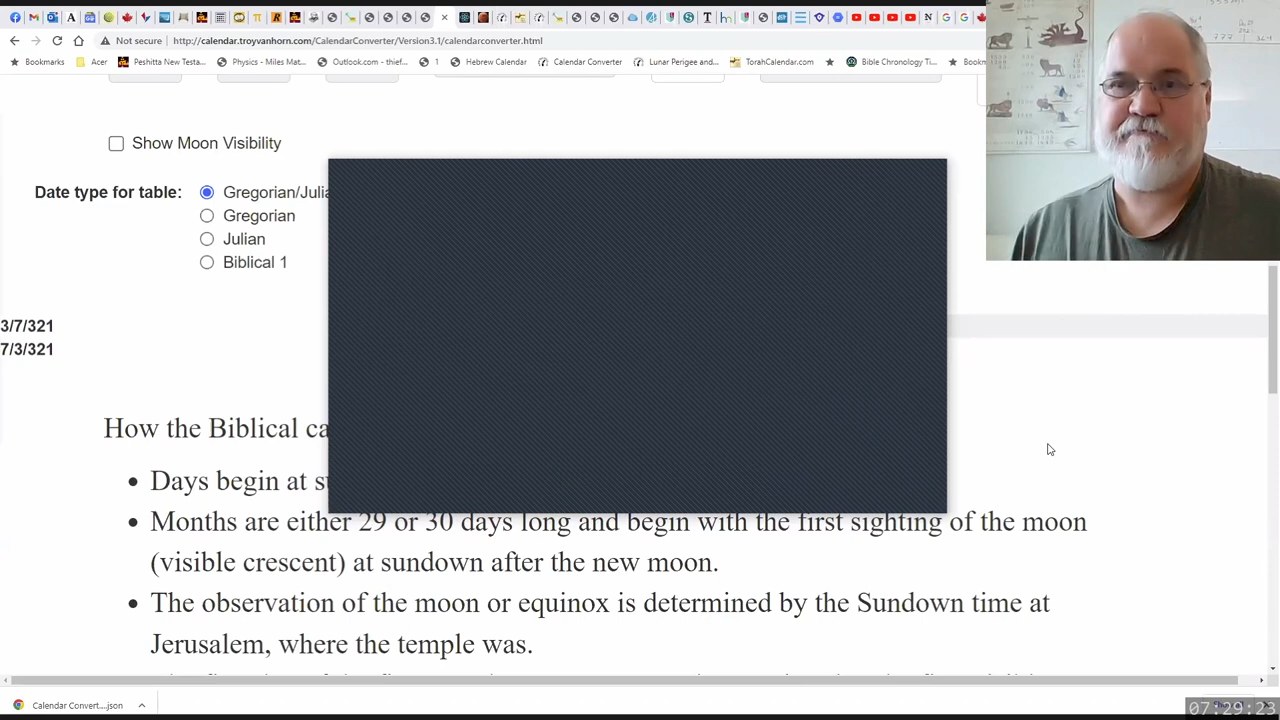 Not secure
http://calendar.troyvanhorn.com/CalendarConverter/Version3.1/calendarconverter.html
Bookmarks
Acer
Peshitta New Testa...
Physics - Miles Mat...
Outlook.com - thief...
1
Hebrew Calendar
Calendar Converter
Lunar Perigee and...
TorahCalendar.com
Bible Chronology Ti...
Bookm
Show Moon Visibility
Date type for table:
Gregorian/Julia
Gregorian
Julian
Biblical 1
3/7/321
7/3/321
How the Biblical ca
Days begin at s
Months are either 29 or 30 days long and begin with the first sighting of the moon
(visible crescent) at sundown after the new moon.
The observation of the moon or equinox is determined by the Sundown time at
Jerusalem, where the temple was.
Calendar Convert....json
07:29:23